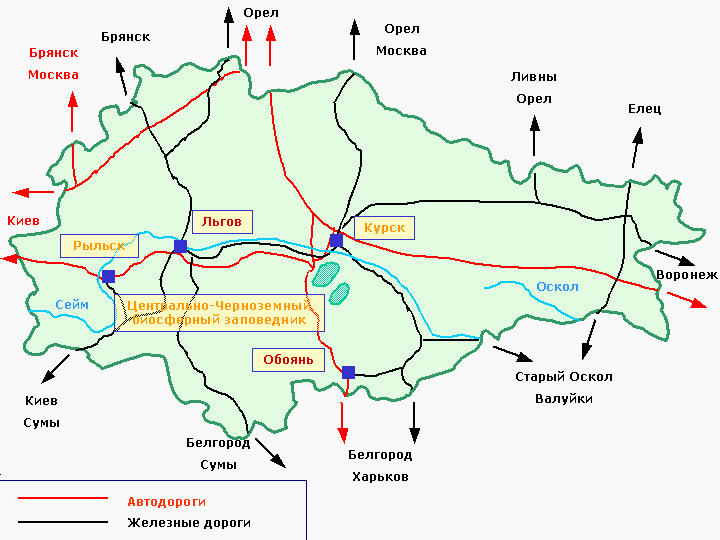 Орел
Брянск
Орел
Москва
Брянск
Москва
Ливны
Орел
Елец
Киев
Льгов
Курск
Рыльск
Воронеж
Оскол
Сейм
Центрально-Черноземный
биосферный заповедник
Обоянь
Старый Оскол
Валуйки
Киев
Сумы
Белгород
Сумы
Белгород
Харьков
Автодороги
Железные дороги